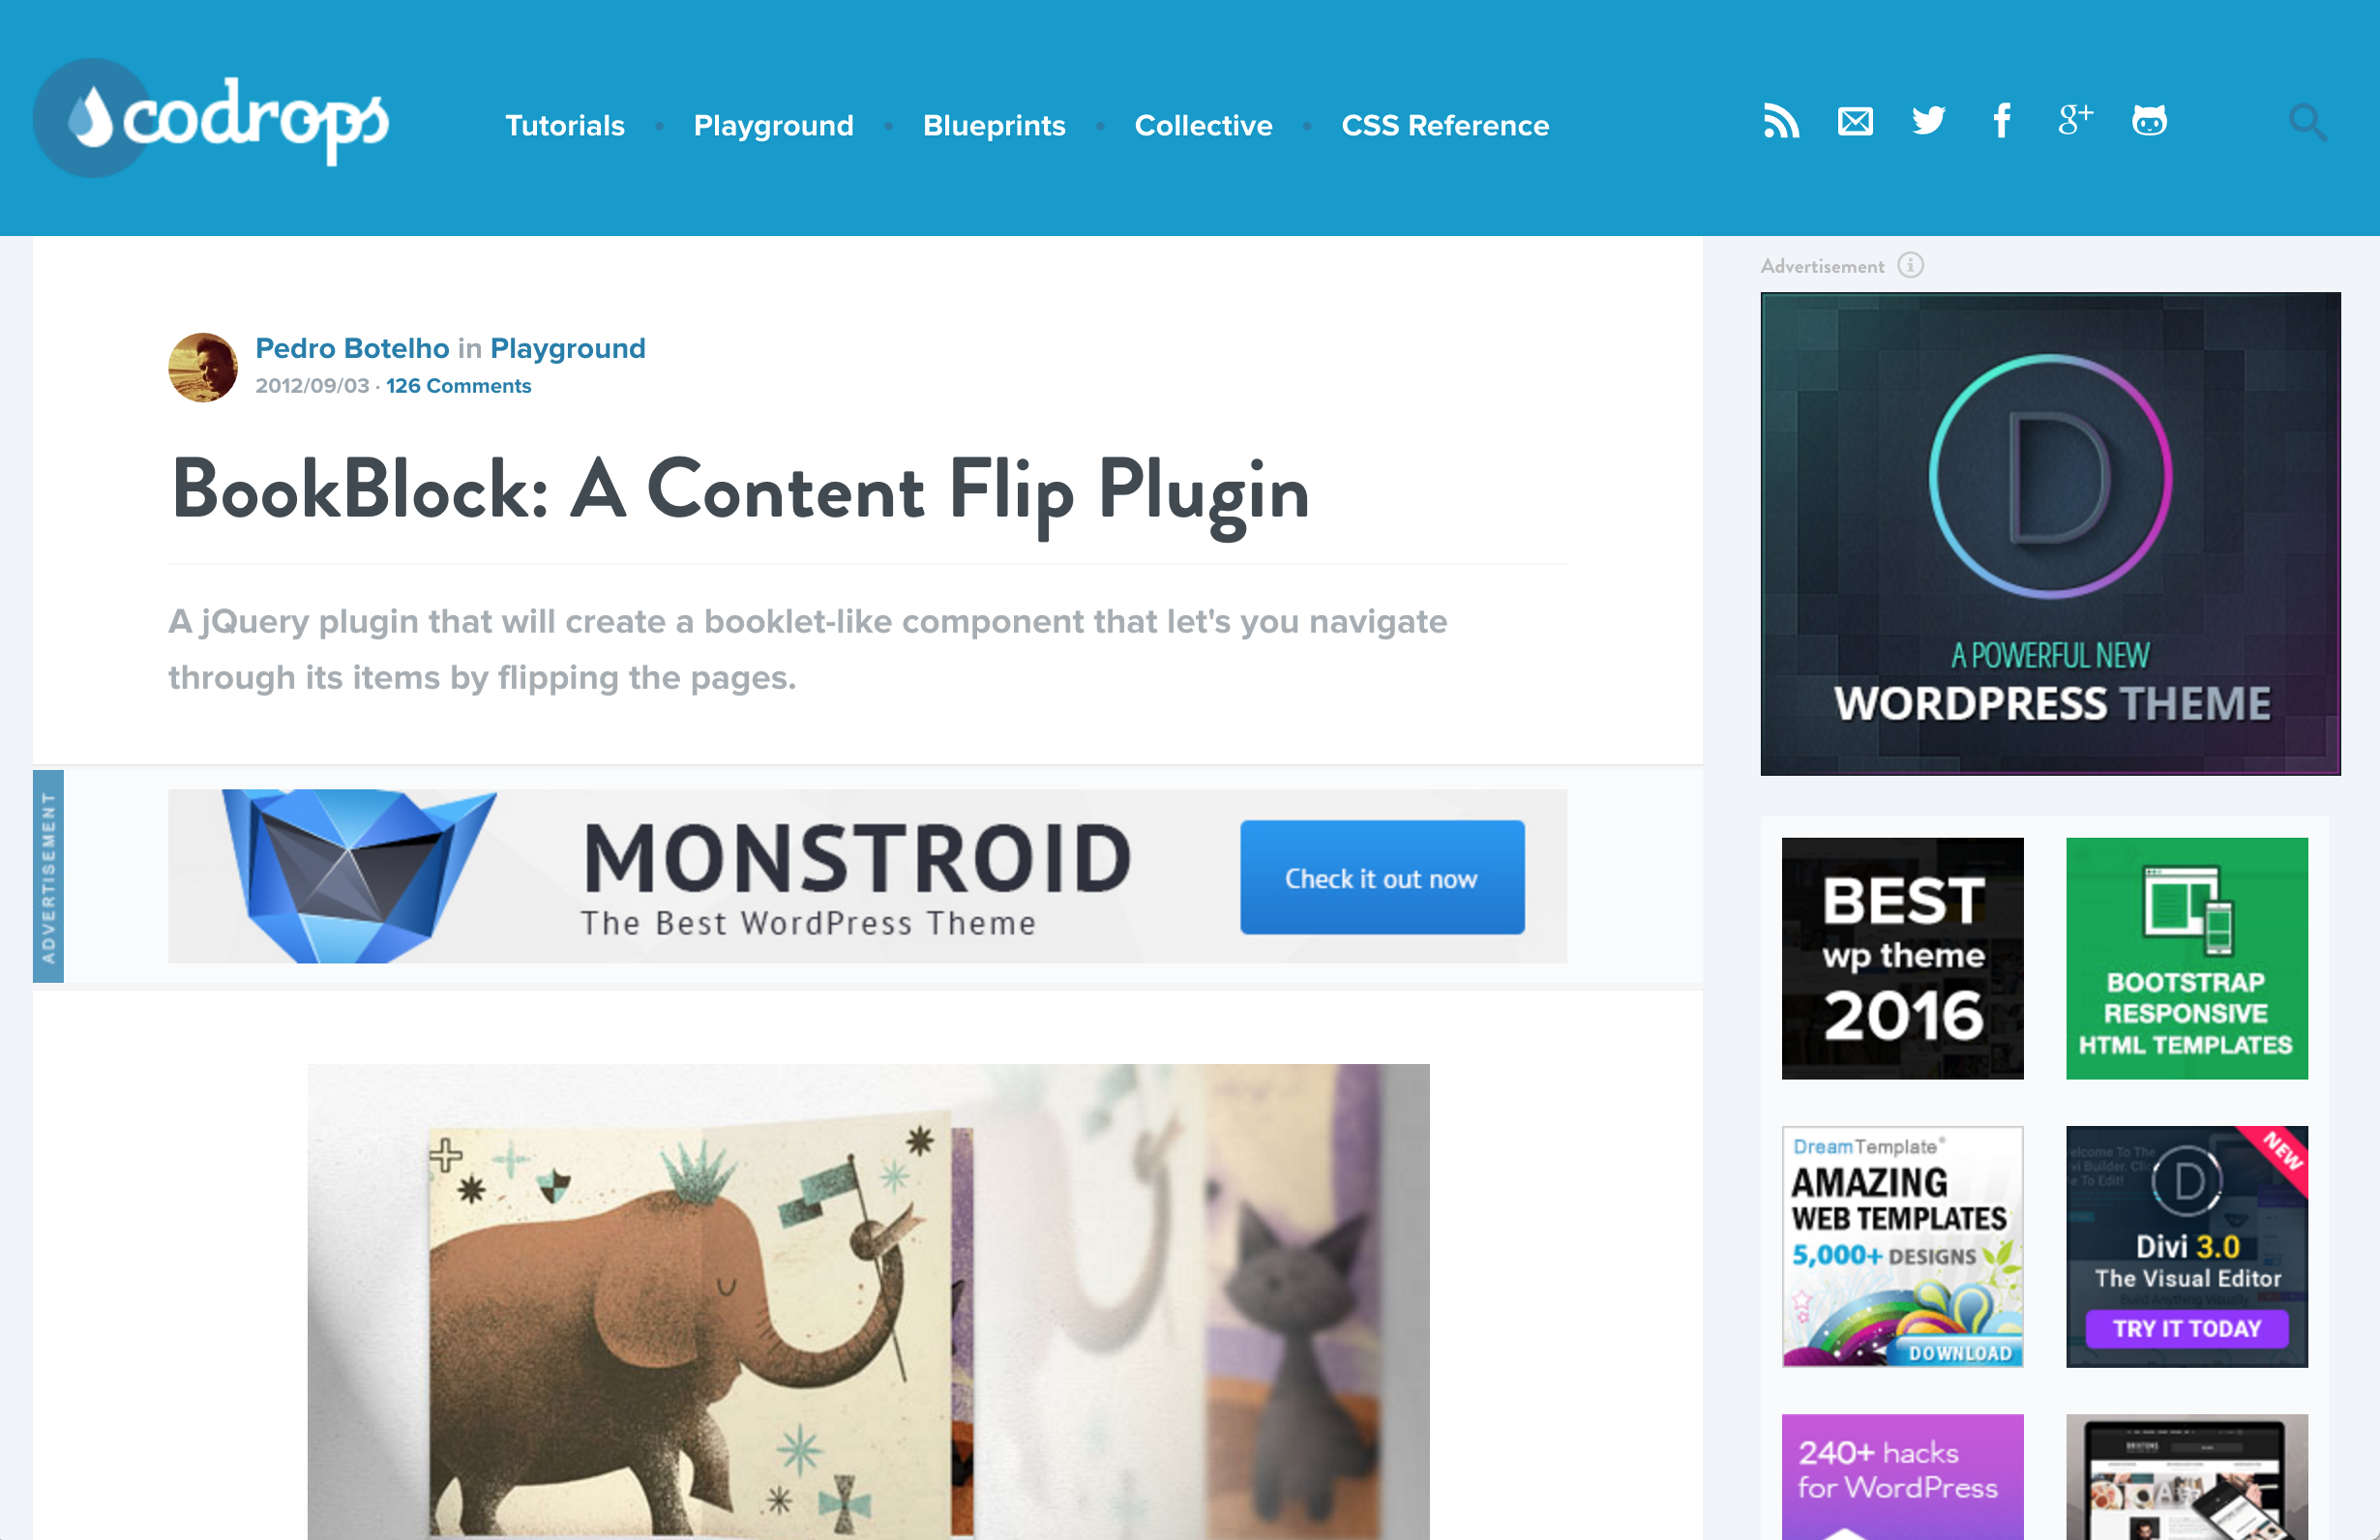 codrops
Tutorials • Playground • Blueprints • Collective • CSS Reference
Pedro Botelho in Playground
2012/09/03 · 126 Comments
BookBlock: A Content Flip Plugin
A jQuery plugin that will create a booklet-like component that let's you navigate
through its items by flipping the pages.
ADVERTISEMENT
MONSTROID
The Best WordPress Theme
Check it out now
Advertisement
D
A POWERFUL NEW
WORDPRESS THEME
BEST
wp theme
2016
BOOTSTRAP
RESPONSIVE
HTML TEMPLATES
DreamTemplate®
AMAZING
WEB TEMPLATES
5,000+ DESIGNS
DOWNLOAD
NEW
D
Divi 3.0
The Visual Editor
Build Anything Visually
TRY IT TODAY
240+ hacks
for WordPress